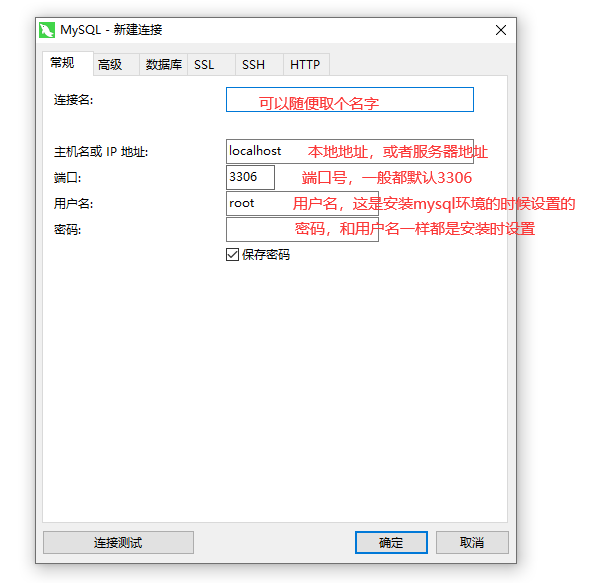 MySQL - 新建连接
常规 高级 数据库 SSL SSH HTTP
连接名: 可以随便取个名字
主机名或 IP 地址: localhost 本地地址，或者服务器地址
端口: 3306 端口号，一般都默认3306
用户名: root 用户名，这是安装mysql环境的时候设置的
密码: 密码，和用户名一样都是安装时设置
保存密码
连接测试 确定 取消